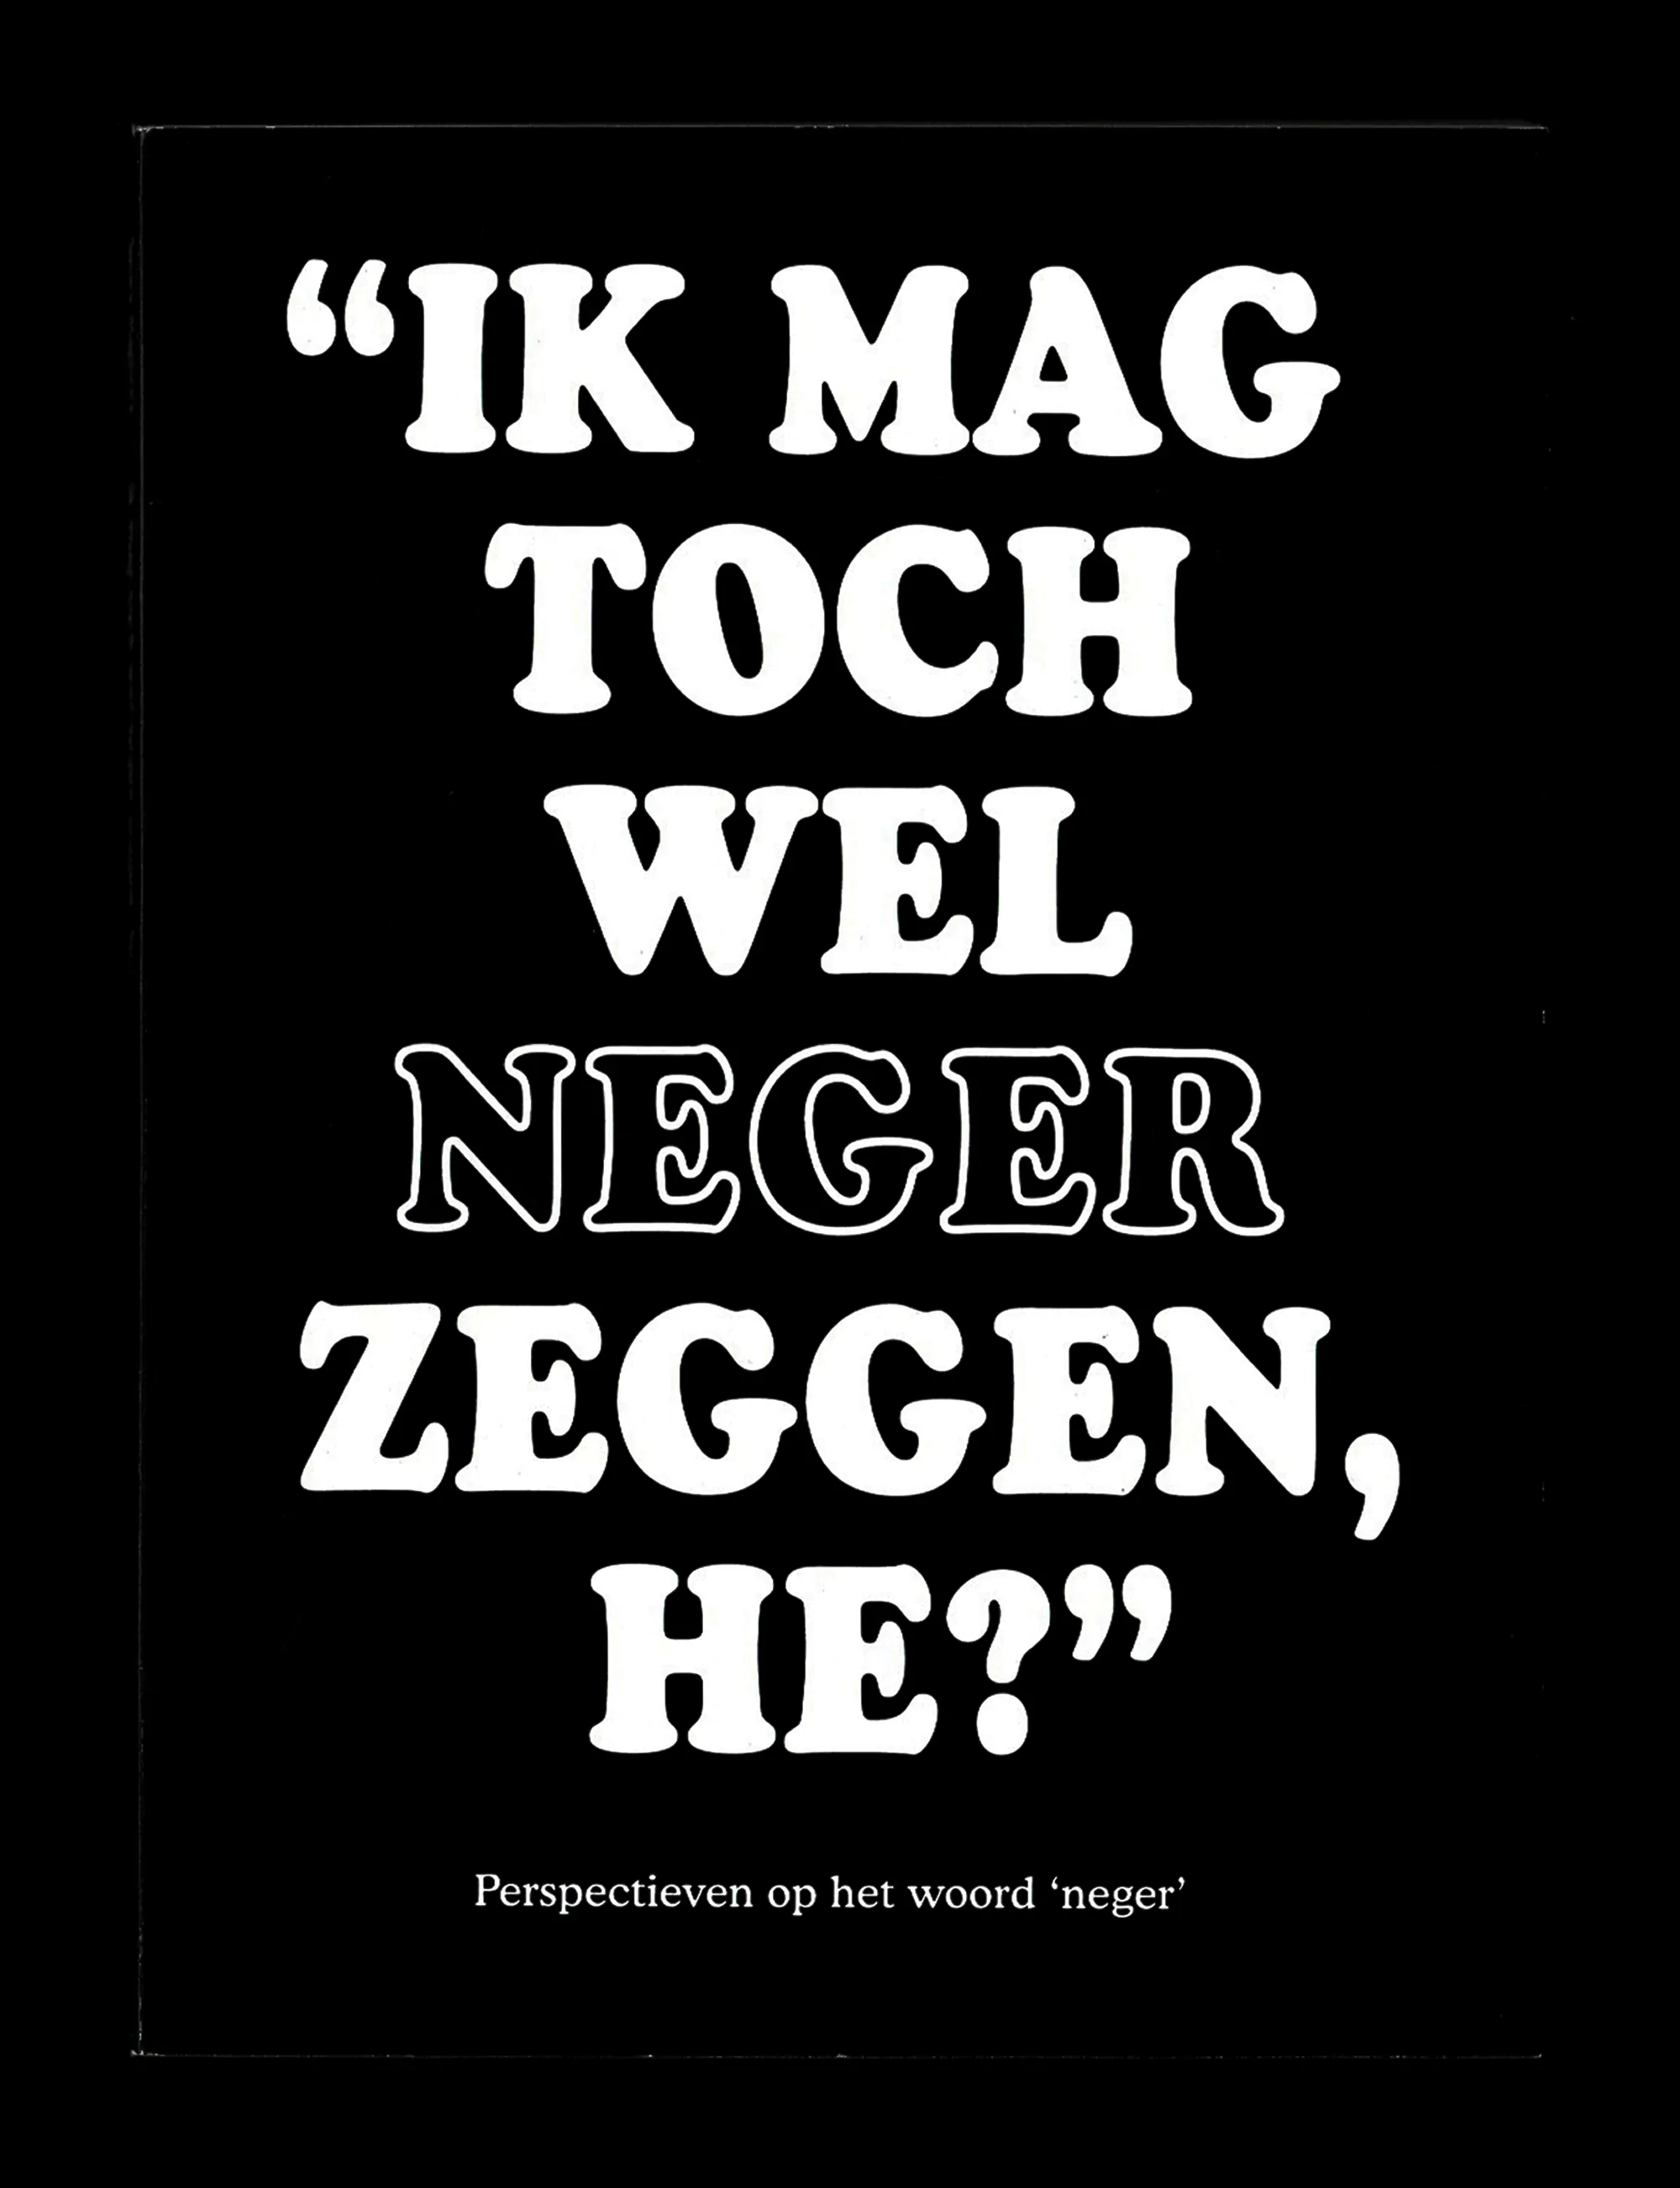 “IK MAG
TOCH
WEL
NEGER
ZEGGEN,
HE?”
Perspectieven op het woord ‘neger’